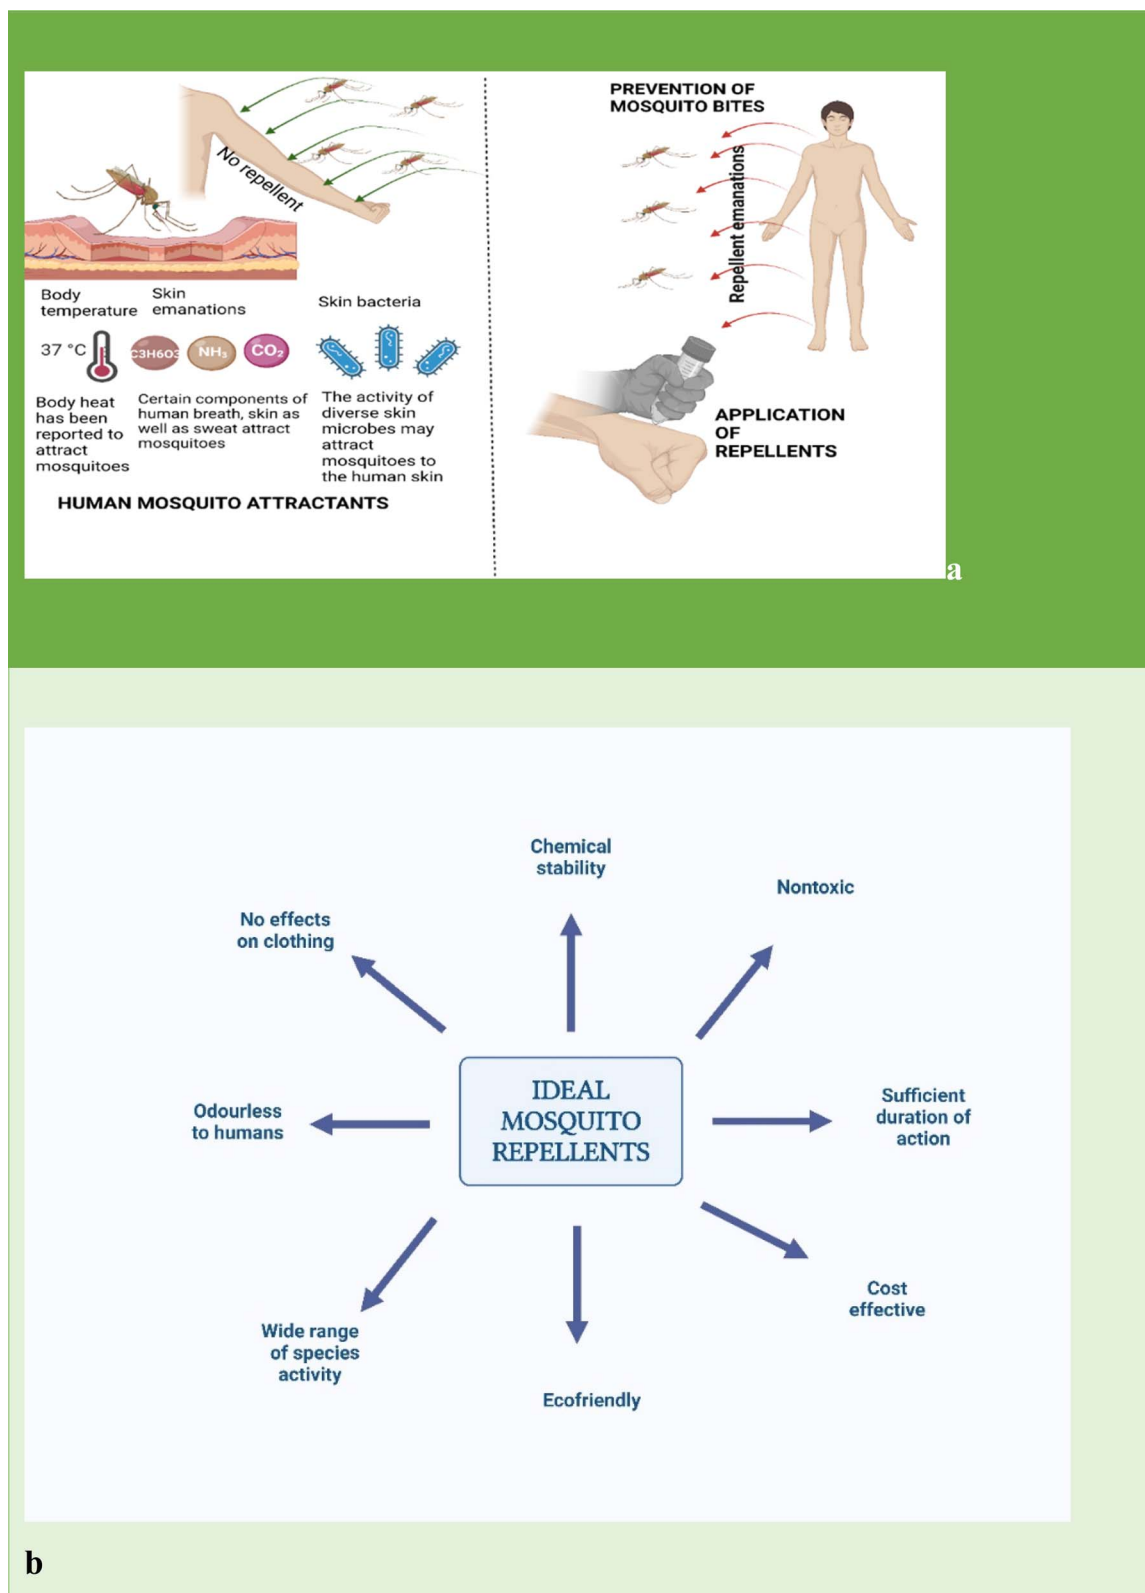 No repellent
Body
temperature
Skin
emanations
Skin bacteria
37 °C
C3H6O3
NH₃
CO₂
Body heat
has been
reported to
attract
mosquitoes
Certain components of
human breath, skin as
well as sweat attract
mosquitoes
The activity of
diverse skin
microbes may
attract
mosquitoes to
the human skin
HUMAN MOSQUITO ATTRACTANTS
PREVENTION OF
MOSQUITO BITES
Repellent emanations
APPLICATION
OF
REPELLENTS
a
Chemical
stability
Nontoxic
No effects
on clothing
IDEAL
MOSQUITO
REPELLENTS
Odourless
to humans
Sufficient
duration of
action
Cost
effective
Wide range
of species
activity
Ecofriendly
b